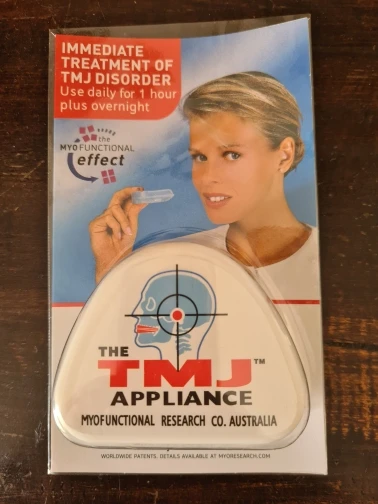 IMMEDIATE
TREATMENT OF
TMJ DISORDER
Use daily for 1 hour
plus overnight
the
MYOFUNCTIONAL
effect
THE
TMJ™
APPLIANCE
MYOFUNCTIONAL RESEARCH CO. AUSTRALIA
WORLDWIDE PATENTS. DETAILS AVAILABLE AT MYORESEARCH.COM